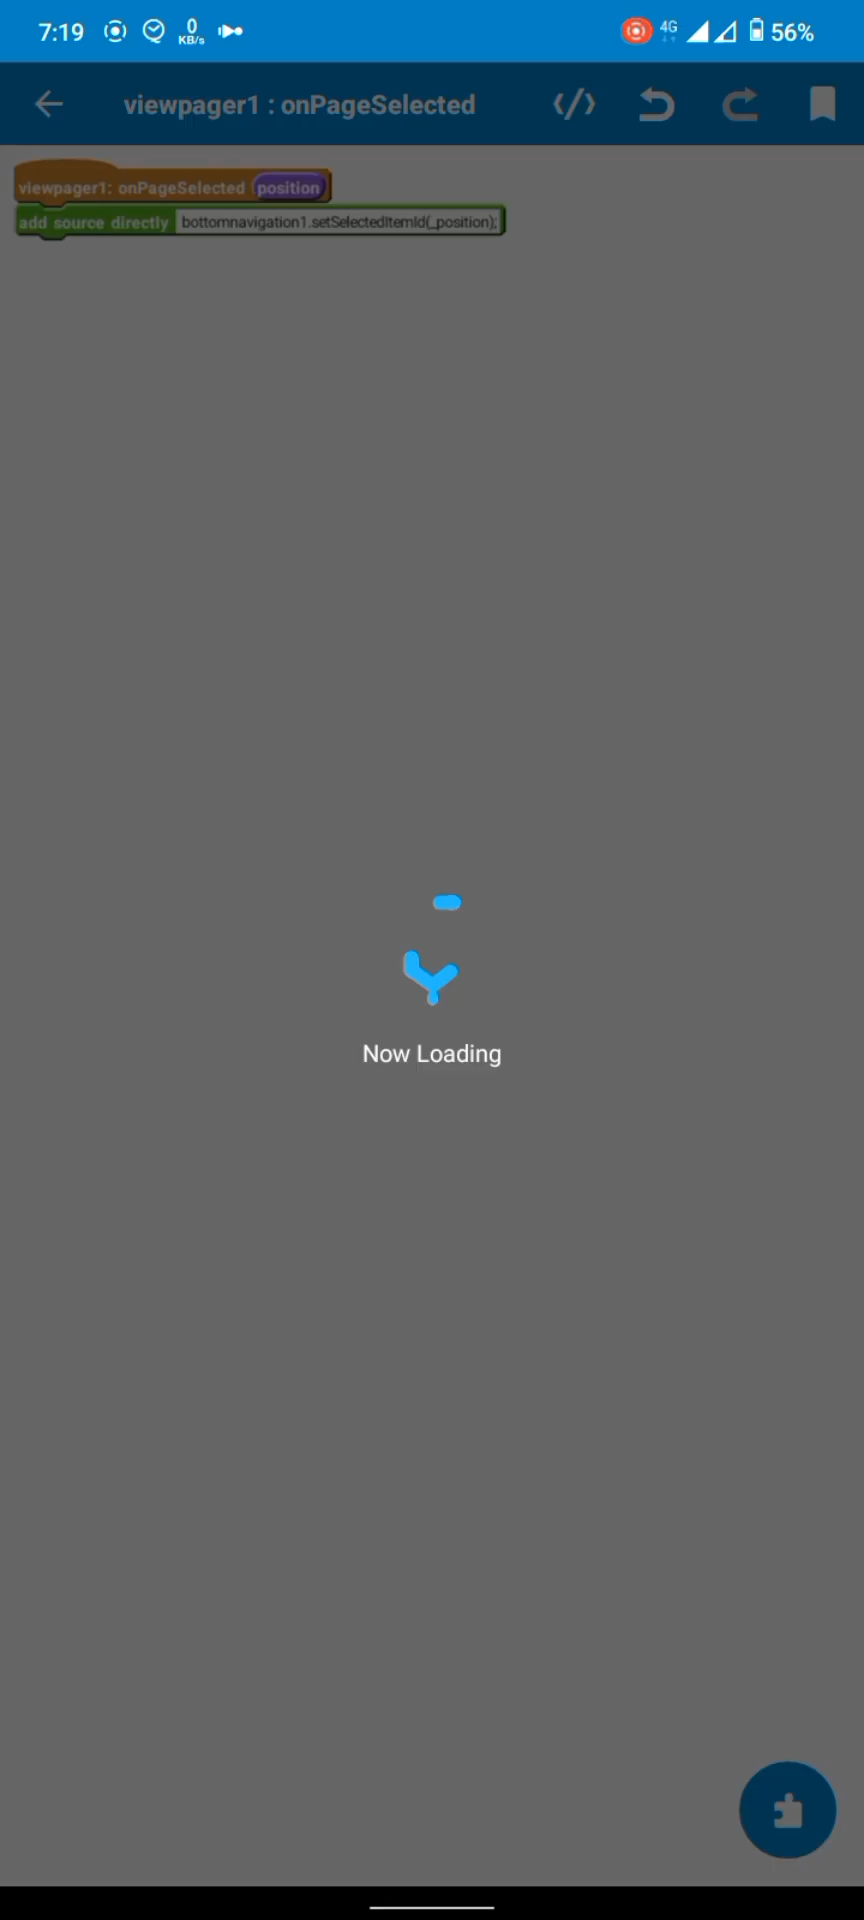 7:19 0 KB/s 4G 56%
viewpager1 : onPageSelected
viewpager1: onPageSelected position
add source directly bottomnavigation1.setSelectedItemId(_position);
Now Loading